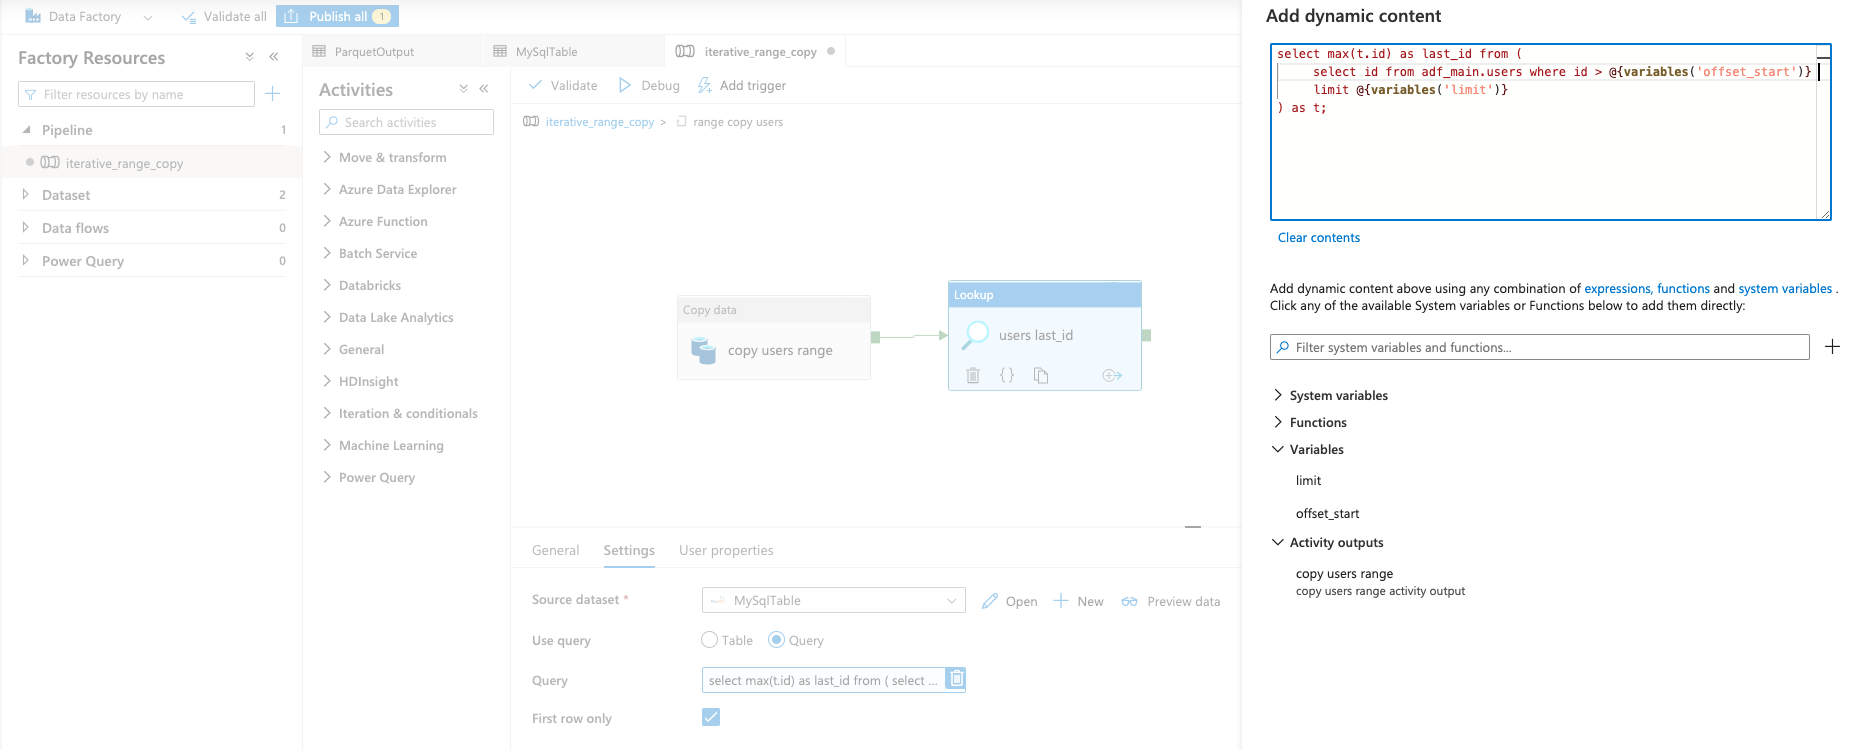 Data Factory
Validate all
Publish all 1
Factory Resources
Filter resources by name
Pipeline 1
iterative_range_copy
Dataset 2
Data flows 0
Power Query 0
ParquetOutput
MySqlTable
iterative_range_copy
Activities
Search activities
Move & transform
Azure Data Explorer
Azure Function
Batch Service
Databricks
Data Lake Analytics
General
HDInsight
Iteration & conditionals
Machine Learning
Power Query
Validate
Debug
Add trigger
iterative_range_copy > range copy users
Copy data
copy users range
Lookup
users last_id
{}
General
Settings
User properties
Source dataset *
MySqlTable
Open
New
Preview data
Use query
Table
Query
Query
select max(t.id) as last_id from ( select ...
First row only
Add dynamic content
select max(t.id) as last_id from (
select id from adf_main.users where id > @{variables('offset_start')}
limit @{variables('limit')}
) as t;
Clear contents
Add dynamic content above using any combination of expressions, functions and system variables .
Click any of the available System variables or Functions below to add them directly:
Filter system variables and functions...
System variables
Functions
Variables
limit
offset_start
Activity outputs
copy users range
copy users range activity output